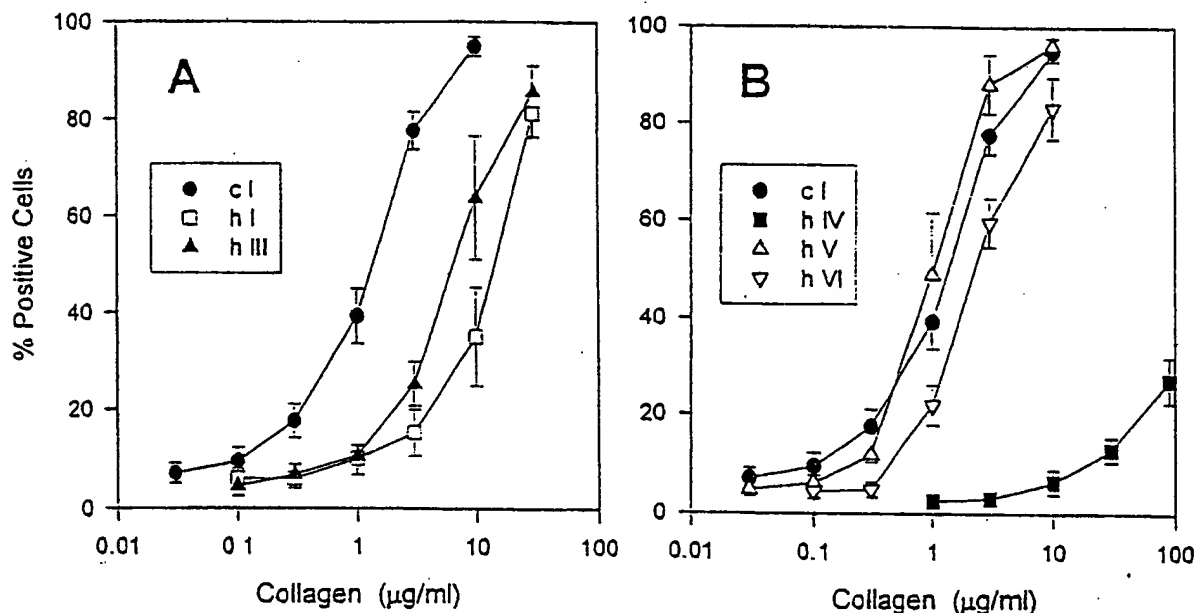 A
% Positive Cells
100
80
60
40
20
0
c I
h I
h III
0.01
0 1
1
10
100
Collagen (μg/ml)
B
100
80
60
40
20
0
c I
h IV
h V
h VI
0.01
0.1
1
10
100
Collagen (μg/ml)